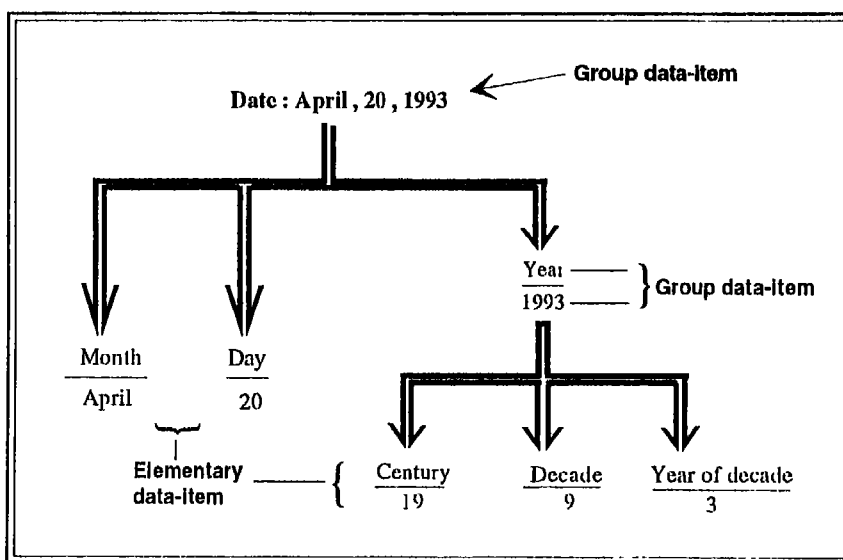 Group data-item
Date : April , 20 , 1993
Year
1993
Group data-item
Month
April
Day
20
Elementary
data-item
Century
19
Decade
9
Year of decade
3